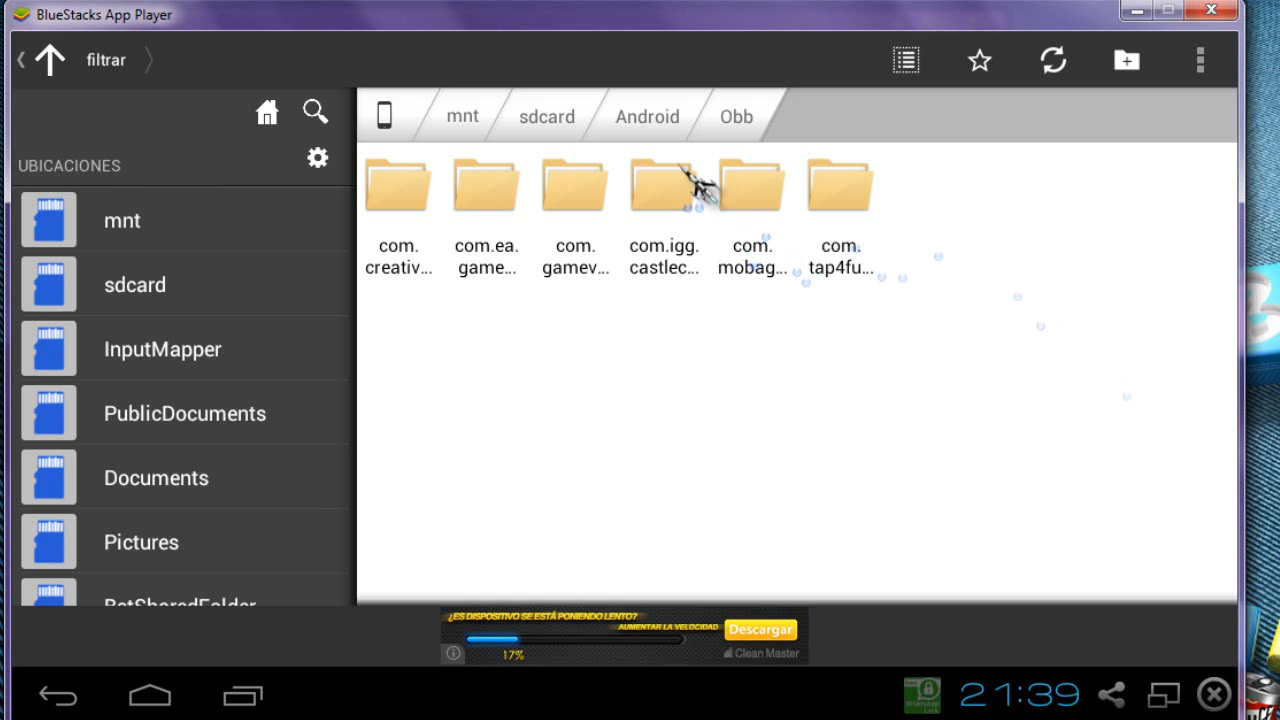 BlueStacks App Player
filtrar
mnt
sdcard
Android
Obb
UBICACIONES
mnt
sdcard
InputMapper
PublicDocuments
Documents
Pictures
BstSharedFolder
com.
creativ...
com.ea.
game...
com.
gamev...
com.igg.
castlec...
com.
mobag...
com.
tap4fu...
¿ES DISPOSITIVO SE ESTÁ PONIENDO LENTO?
AUMENTAR LA VELOCIDAD
17%
Descargar
Clean Master
21:39